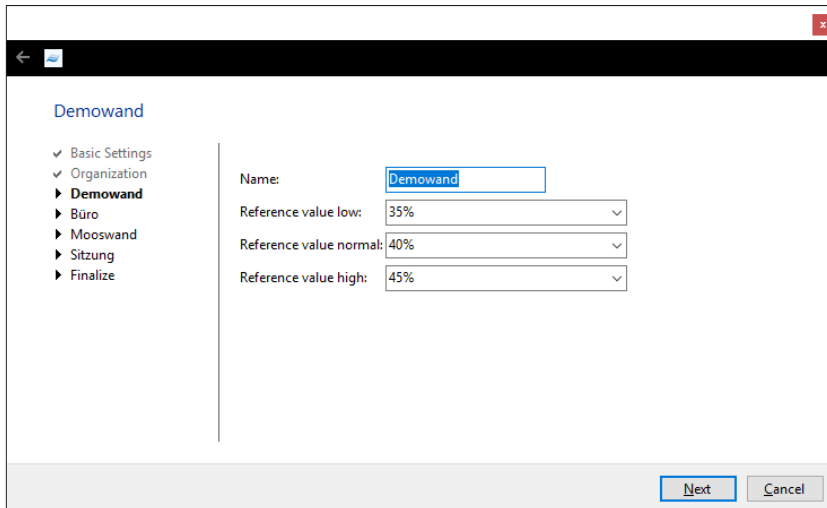 x
Demowand
Basic Settings
Organization
Demowand
Büro
Mooswand
Sitzung
Finalize
Name: Demowand
Reference value low: 35%
Reference value normal: 40%
Reference value high: 45%
Next Cancel